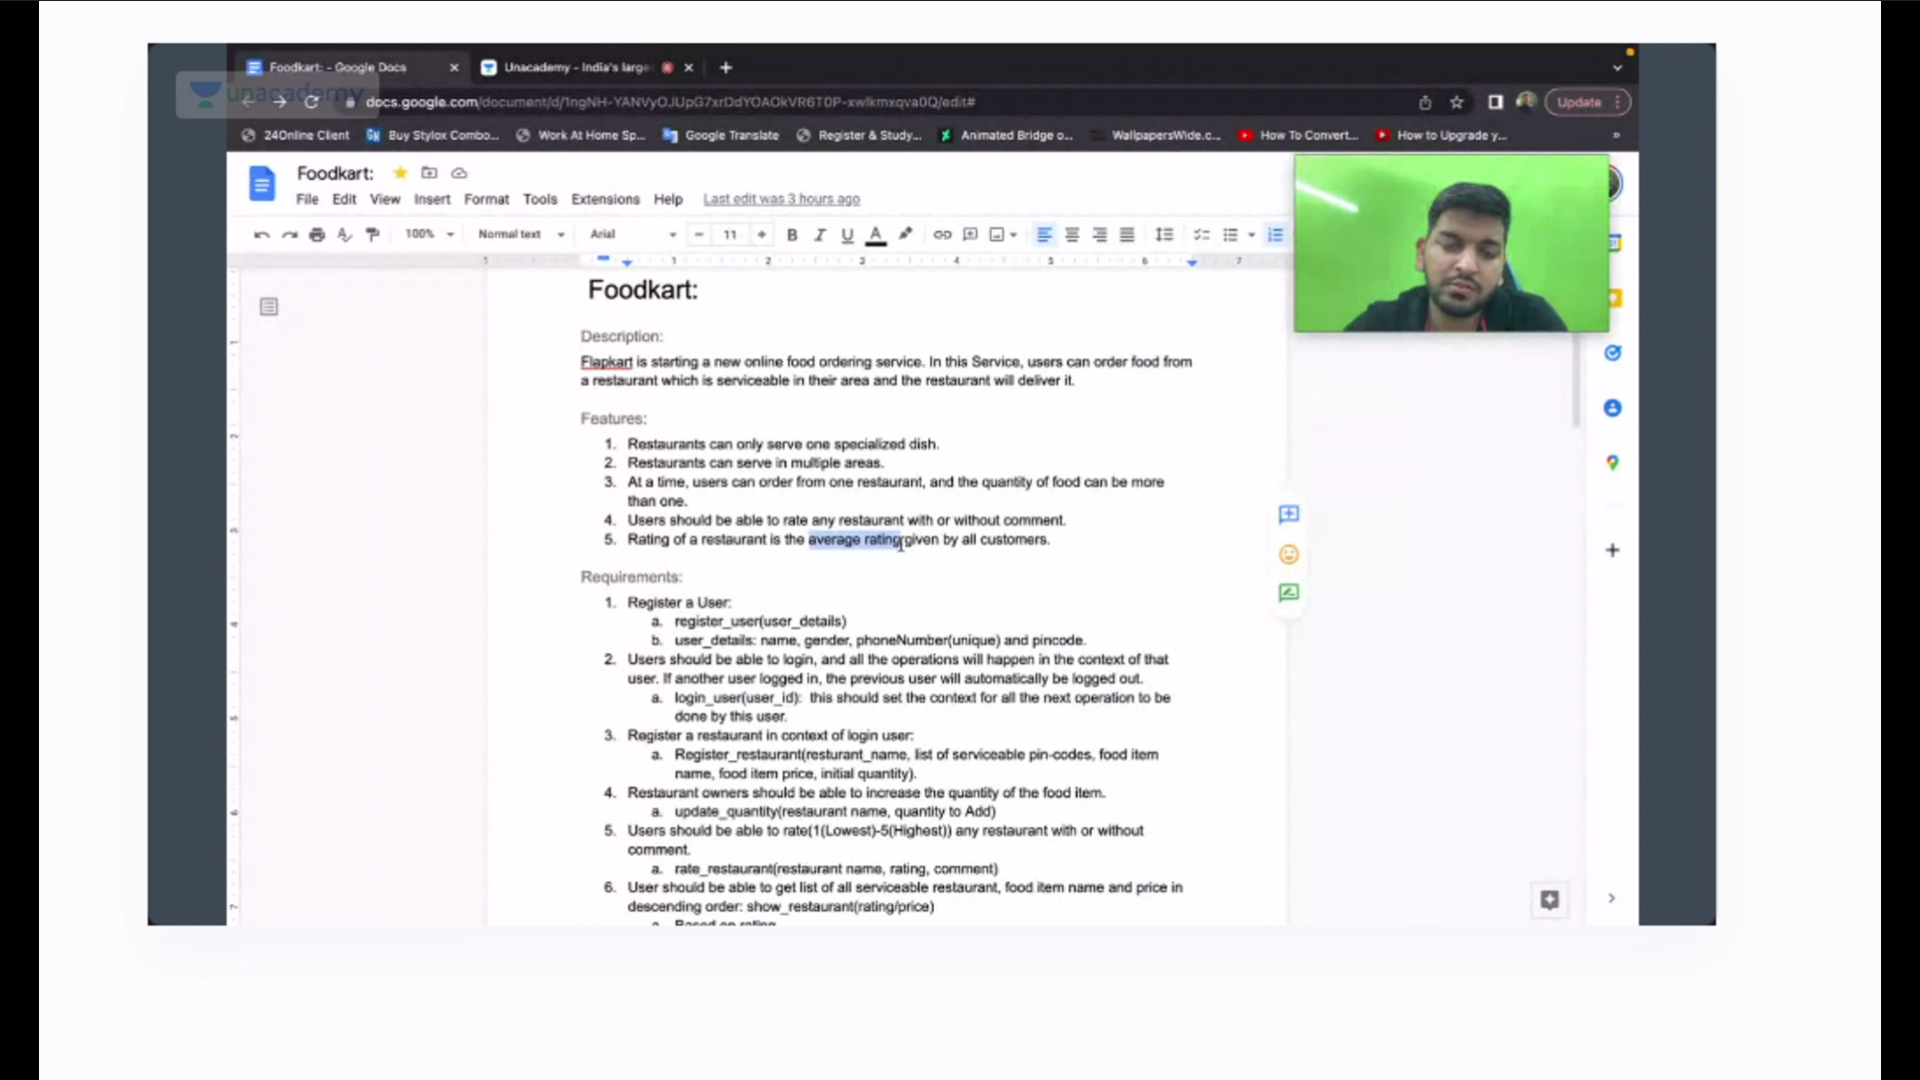 Foodkart: - Google Docs
Unacademy - India's large
unacademy
docs.google.com/document/d/1ngNH-YANVyOJUpG7xrDdYOAOkVR6T0P-xwlkmxqva0Q/edit#
Update
24Online Client
Buy Stylox Combo...
Work At Home Sp...
Google Translate
Register & Study...
Animated Bridge o...
WallpapersWide.c...
How To Convert...
How to Upgrade y...
Foodkart:
File Edit View Insert Format Tools Extensions Help Last edit was 3 hours ago
100% Normal text Arial 11
Foodkart:
Description:
Flapkart is starting a new online food ordering service. In this Service, users can order food from
a restaurant which is serviceable in their area and the restaurant will deliver it.
Features:
1. Restaurants can only serve one specialized dish.
2. Restaurants can serve in multiple areas.
3. At a time, users can order from one restaurant, and the quantity of food can be more
than one.
4. Users should be able to rate any restaurant with or without comment.
5. Rating of a restaurant is the average rating given by all customers.
Requirements:
1. Register a User:
a. register_user(user_details)
b. user_details: name, gender, phoneNumber(unique) and pincode.
2. Users should be able to login, and all the operations will happen in the context of that
user. If another user logged in, the previous user will automatically be logged out.
a. login_user(user_id): this should set the context for all the next operation to be
done by this user.
3. Register a restaurant in context of login user:
a. Register_restaurant(resturant_name, list of serviceable pin-codes, food item
name, food item price, initial quantity).
4. Restaurant owners should be able to increase the quantity of the food item.
a. update_quantity(restaurant name, quantity to Add)
5. Users should be able to rate(1(Lowest)-5(Highest)) any restaurant with or without
comment.
a. rate_restaurant(restaurant name, rating, comment)
6. User should be able to get list of all serviceable restaurant, food item name and price in
descending order: show_restaurant(rating/price)
a. Based on rating